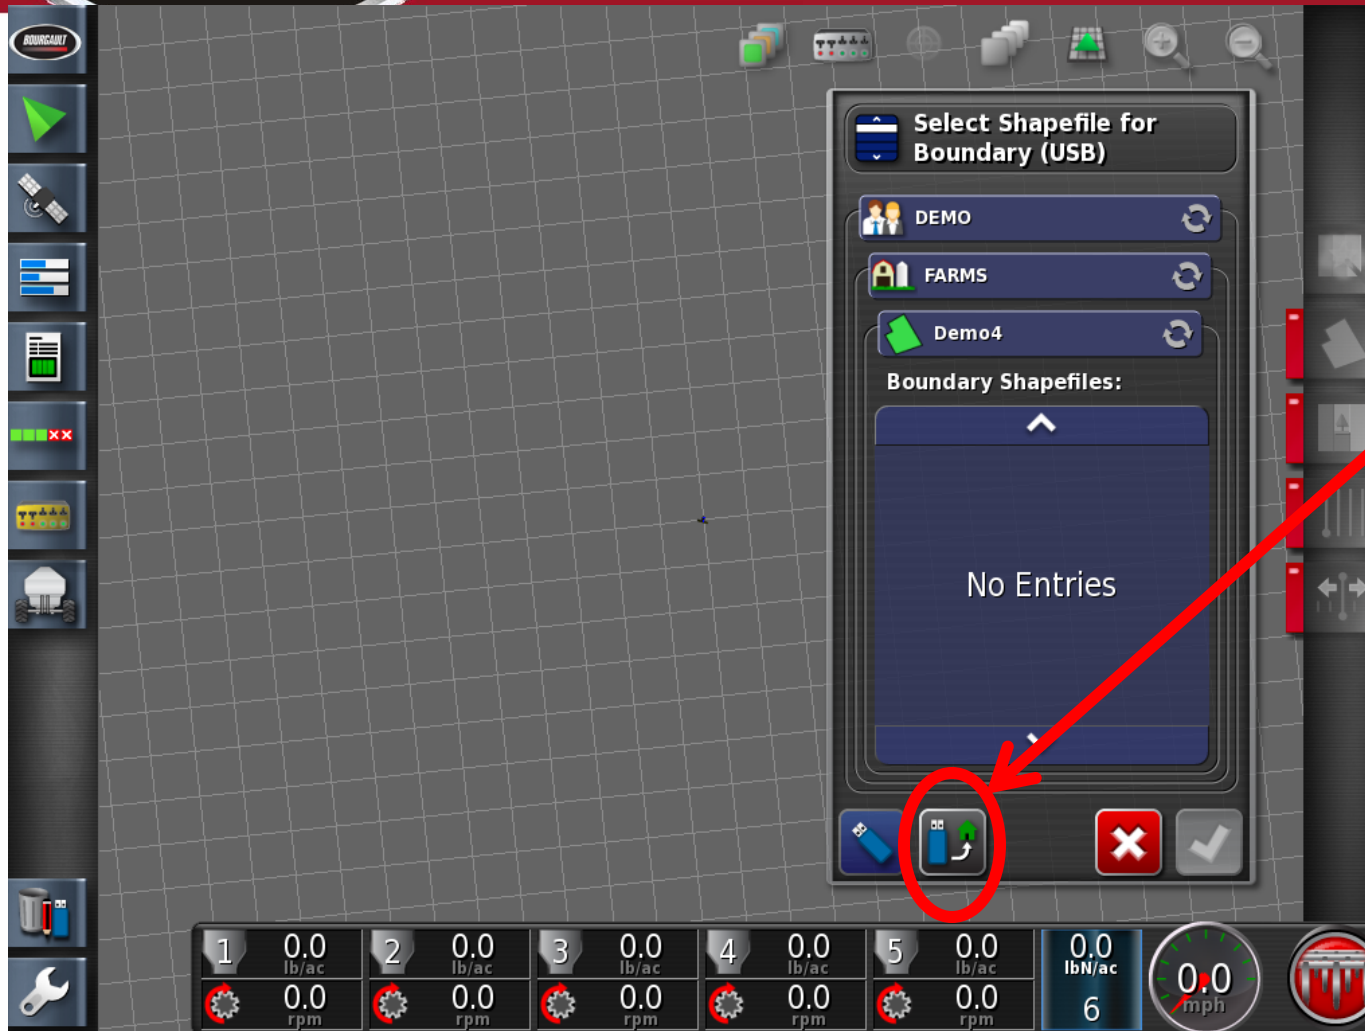 BOURGAULT
Select Shapefile for
Boundary (USB)
DEMO
FARMS
Demo4
Boundary Shapefiles:
No Entries
1 0.0 2 0.0 3 0.0 4 0.0 5 0.0 0.0
lb/ac lb/ac lb/ac lb/ac lb/ac lbN/ac
0.0 0.0 0.0 0.0 0.0 6 0.0
rpm rpm rpm rpm rpm mph